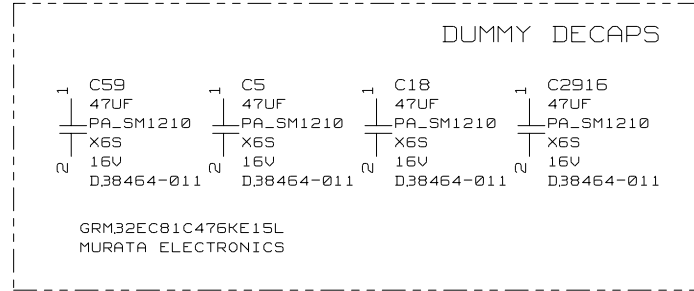 DUMMY DECAPS
1 C59
47UF
PA_SM1210
X6S
16V
2 D38464-011
1 C5
47UF
PA_SM1210
X6S
16V
2 D38464-011
1 C18
47UF
PA_SM1210
X6S
16V
2 D38464-011
1 C2916
47UF
PA_SM1210
X6S
16V
2 D38464-011
GRM32EC81C476KE15L
MURATA ELECTRONICS